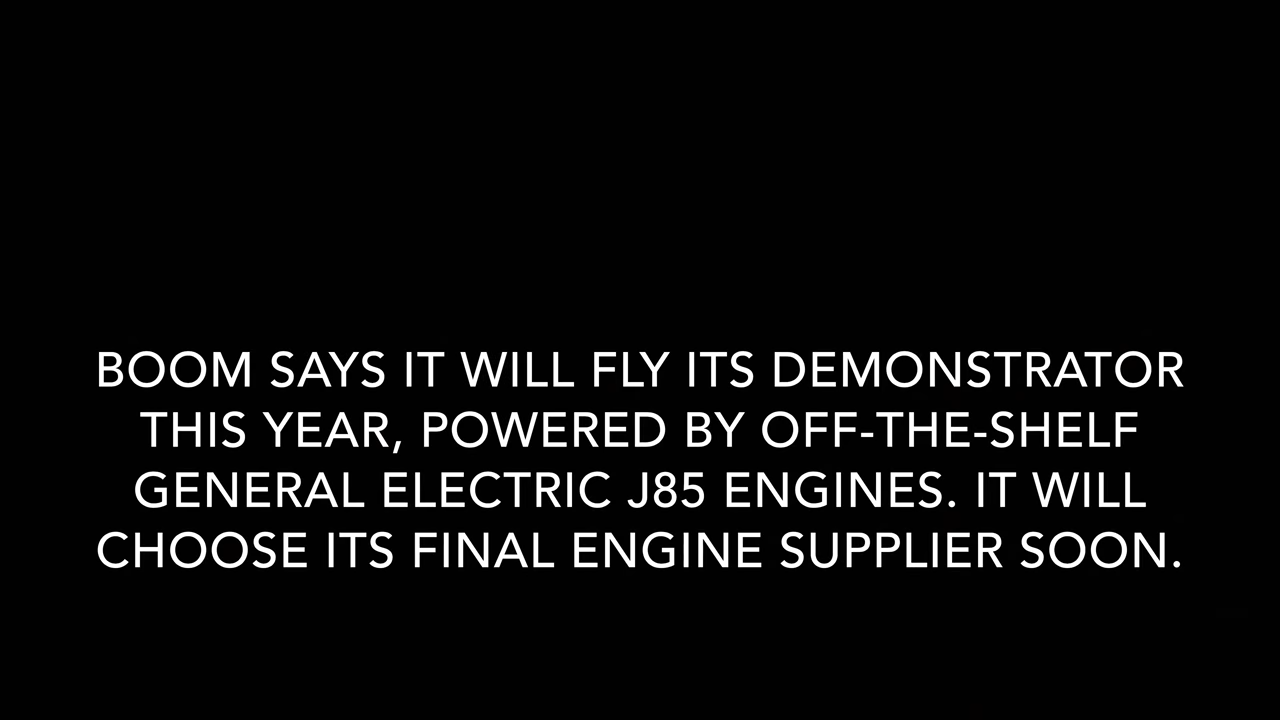 BOOM SAYS IT WILL FLY ITS DEMONSTRATOR
THIS YEAR, POWERED BY OFF-THE-SHELF
GENERAL ELECTRIC J85 ENGINES. IT WILL
CHOOSE ITS FINAL ENGINE SUPPLIER SOON.